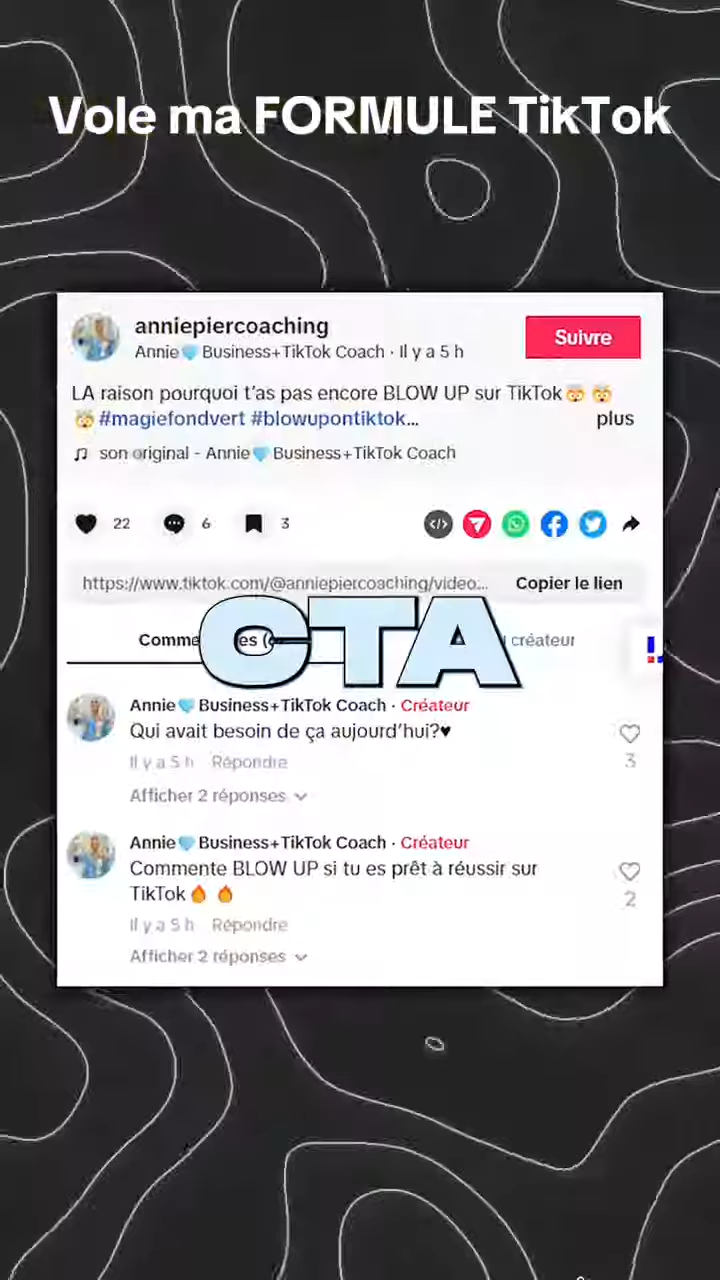 Vole ma FORMULE TikTok
anniepiercoaching
Annie🩵Business+TikTok Coach · Il y a 5 h
Suivre
LA raison pourquoi t'as pas encore BLOW UP sur TikTok🤯 🤯
🤯#magiefondvert #blowupontiktok...
plus
♫ son original - Annie🩵Business+TikTok Coach
22
6
3
https://www.tiktok.com/@anniepiercoaching/video...
Copier le lien
CTA
créateur
Annie🩵Business+TikTok Coach · Créateur
Qui avait besoin de ça aujourd'hui?♥
3
Il y a 5 h Répondre
Afficher 2 réponses
Annie🩵Business+TikTok Coach · Créateur
Commente BLOW UP si tu es prêt à réussir sur
TikTok🔥 🔥
2
Il y a 5 h Répondre
Afficher 2 réponses